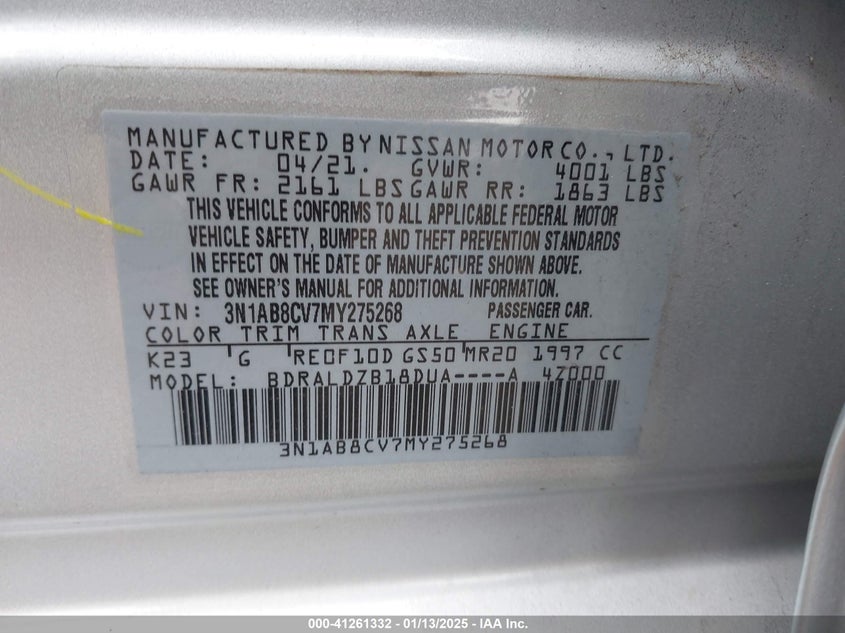 MANUFACTURED BY NISSAN MOTOR CO., LTD.
DATE: 04/21. GVWR: 4001 LBS
GAWR FR: 2161 LBS GAWR RR: 1863 LBS
THIS VEHICLE CONFORMS TO ALL APPLICABLE FEDERAL MOTOR
VEHICLE SAFETY, BUMPER AND THEFT PREVENTION STANDARDS
IN EFFECT ON THE DATE OF MANUFACTURE SHOWN ABOVE.
SEE OWNER'S MANUAL FOR ADDITIONAL INFORMATION.
VIN: 3N1AB8CV7MY275268 PASSENGER CAR.
COLOR TRIM TRANS AXLE ENGINE
K23 G RE0F10D GS50 MR20 1997 CC
MODEL: BDRALDZB18DUA----A 4Z000
3N1AB8CV7MY275268
000-41261332 - 01/13/2025 - IAA Inc.